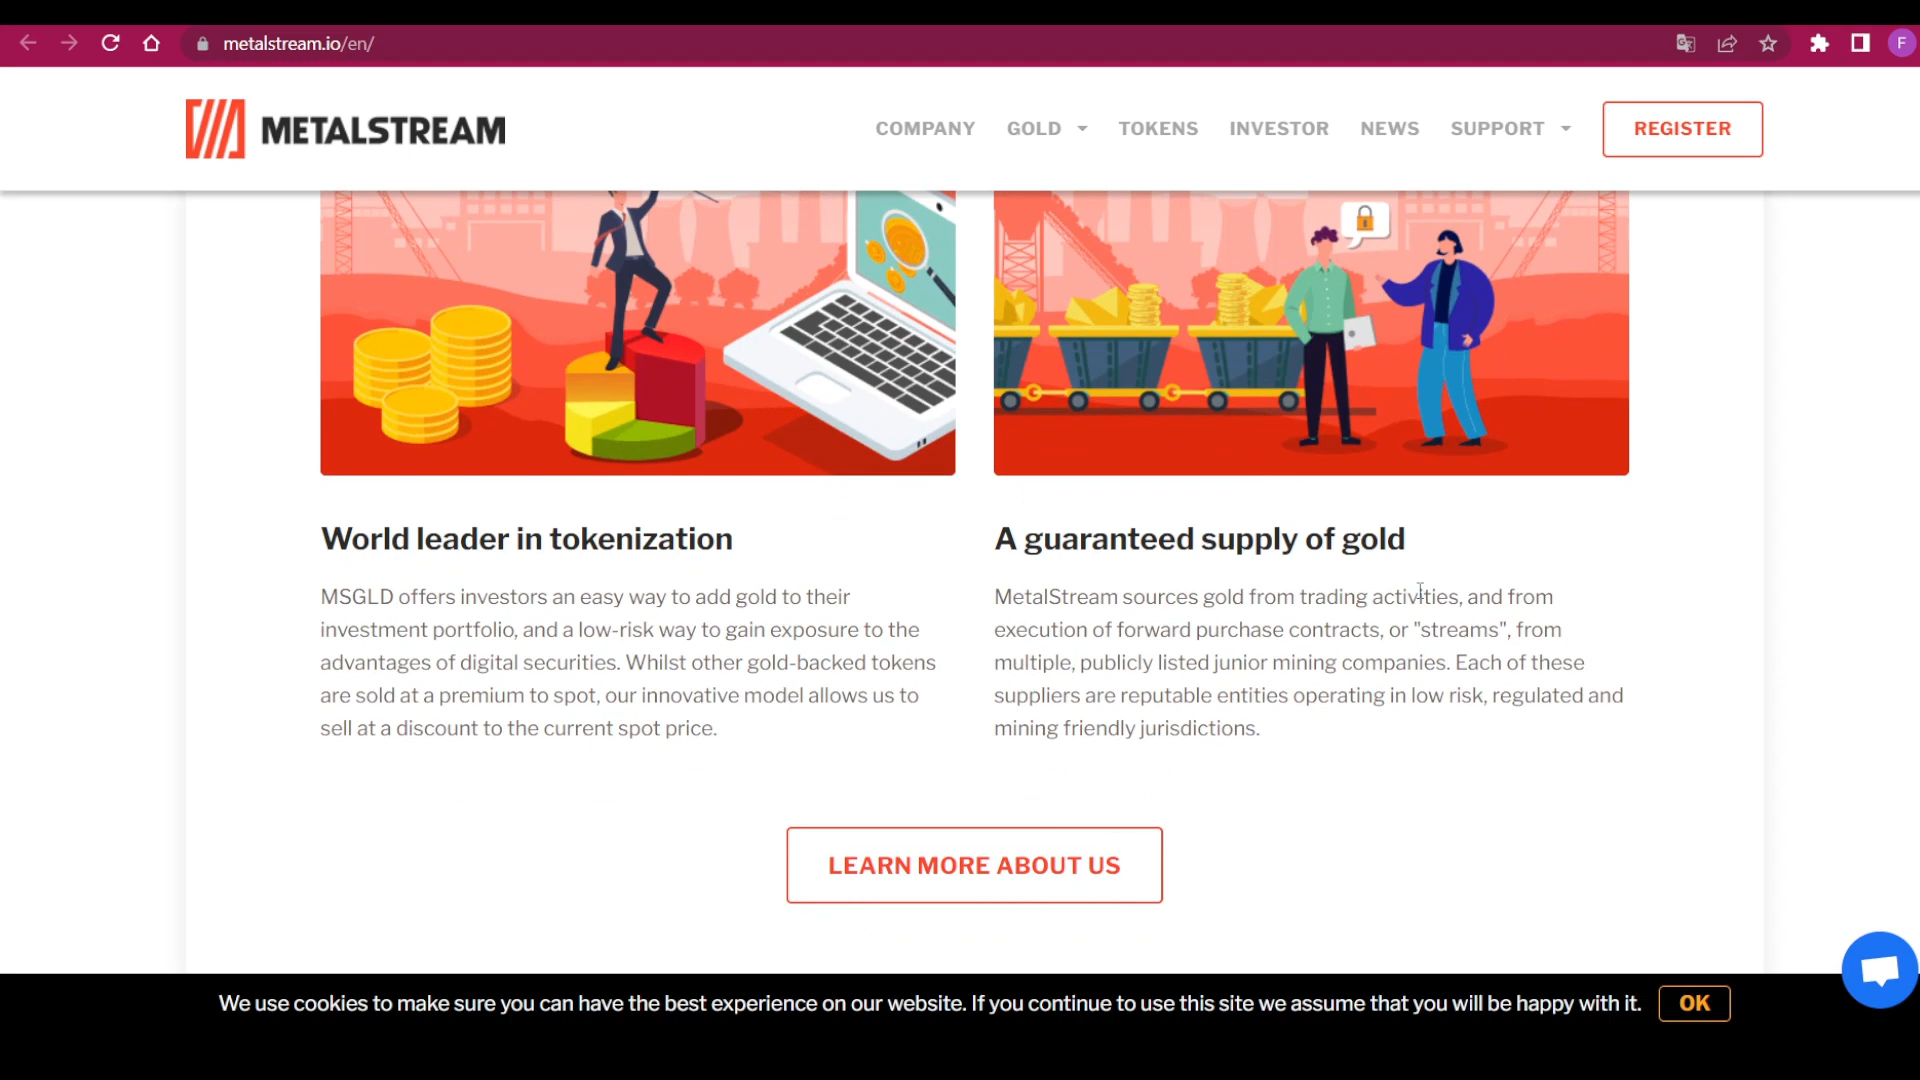 metalstream.io/en/
F
METALSTREAM
COMPANY GOLD TOKENS INVESTOR NEWS SUPPORT REGISTER
World leader in tokenization
MSGLD offers investors an easy way to add gold to their
investment portfolio, and a low-risk way to gain exposure to the
advantages of digital securities. Whilst other gold-backed tokens
are sold at a premium to spot, our innovative model allows us to
sell at a discount to the current spot price.
A guaranteed supply of gold
MetalStream sources gold from trading activities, and from
execution of forward purchase contracts, or "streams", from
multiple, publicly listed junior mining companies. Each of these
suppliers are reputable entities operating in low risk, regulated and
mining friendly jurisdictions.
LEARN MORE ABOUT US
We use cookies to make sure you can have the best experience on our website. If you continue to use this site we assume that you will be happy with it. OK